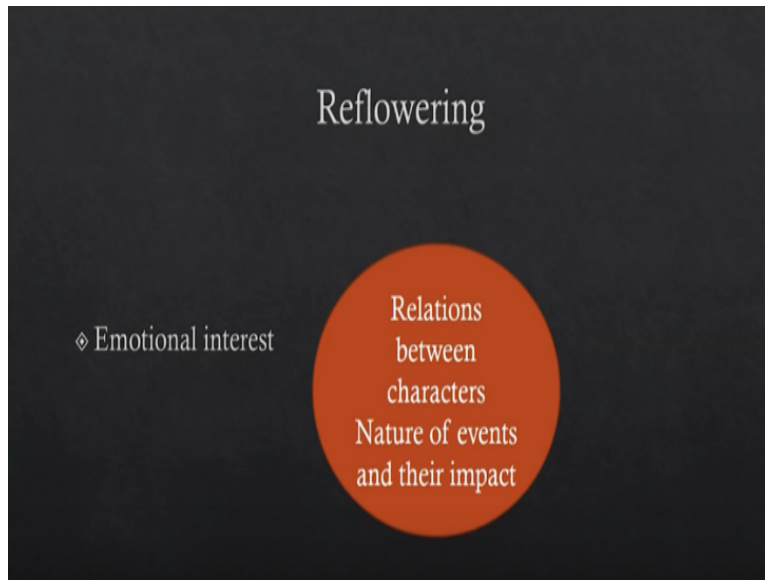 Reflowering
Emotional interest
Relations
between
characters
Nature of events
and their impact